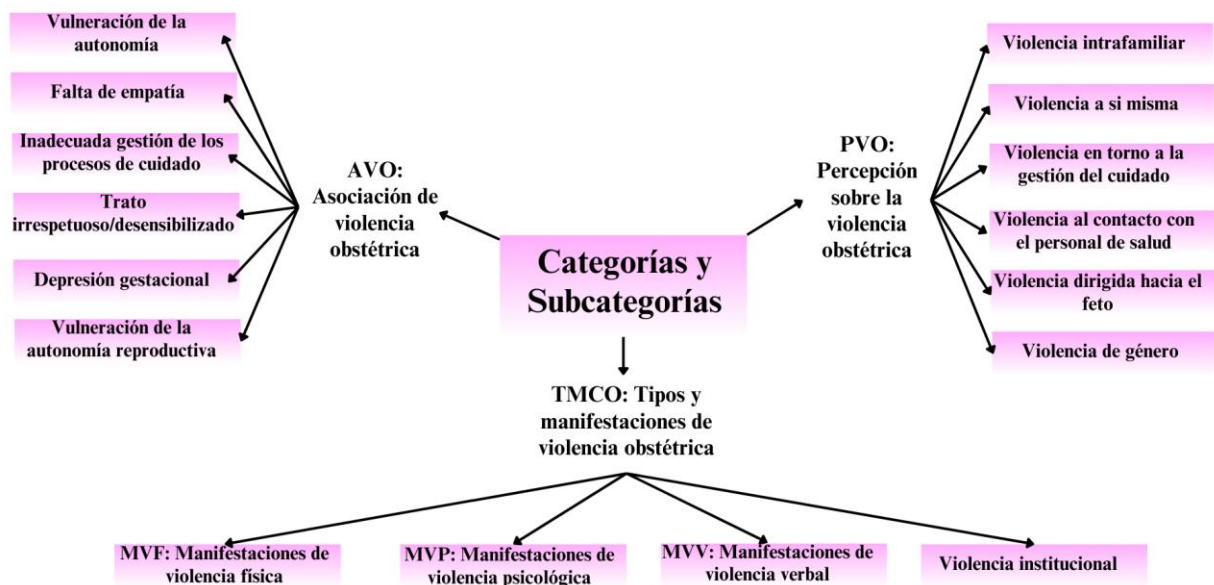 Vulneración de la
autonomía
Falta de empatía
Inadecuada gestión de los
procesos de cuidado
Trato
irrespetuoso/desensibilizado
Depresión gestacional
Vulneración de la
autonomía reproductiva
AVO:
Asociación de
violencia
obstétrica
Categorías y
Subcategorías
PVO:
Percepción
sobre la
violencia
obstétrica
Violencia intrafamiliar
Violencia a si misma
Violencia en torno a la
gestión del cuidado
Violencia al contacto con
el personal de salud
Violencia dirigida hacia el
feto
Violencia de género
TMCO: Tipos y
manifestaciones de
violencia obstétrica
MVF: Manifestaciones de
violencia física
MVP: Manifestaciones de
violencia psicológica
MVV: Manifestaciones de
violencia verbal
Violencia institucional